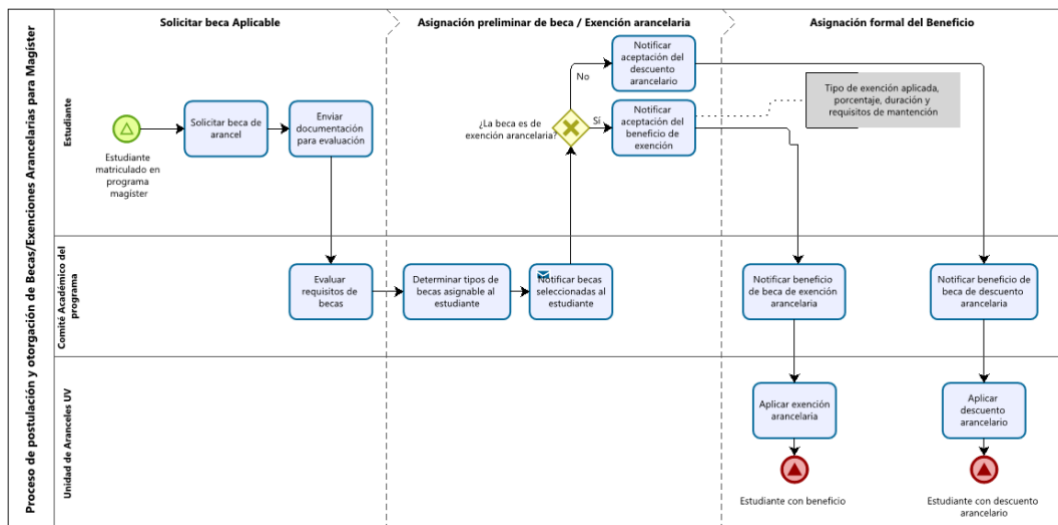 Proceso de postulación y otorgación de Becas/Exenciones Arancelarias para Magíster
Solicitar beca Aplicable
Asignación preliminar de beca / Exención arancelaria
Asignación formal del Beneficio
Estudiante
Estudiante
matriculado en
programa
magíster
Solicitar beca de
arancel
Enviar
documentación
para evaluación
¿La beca es de
exención arancelaria?
No
Sí
Notificar
aceptación del
descuento
arancelario
Notificar
aceptación del
beneficio de
exención
Tipo de exención aplicada,
porcentaje, duración y
requisitos de mantención
Comité Académico del
programa
Evaluar
requisitos de
becas
Determinar tipos de
becas asignable al
estudiante
Notificar becas
seleccionadas al
estudiante
Notificar beneficio
de beca de exención
arancelaria
Notificar beneficio de
beca de descuento
arancelaria
Unidad de Aranceles UV
Aplicar exención
arancelaria
Aplicar
descuento
arancelario
Estudiante con beneficio
Estudiante con descuento
arancelario